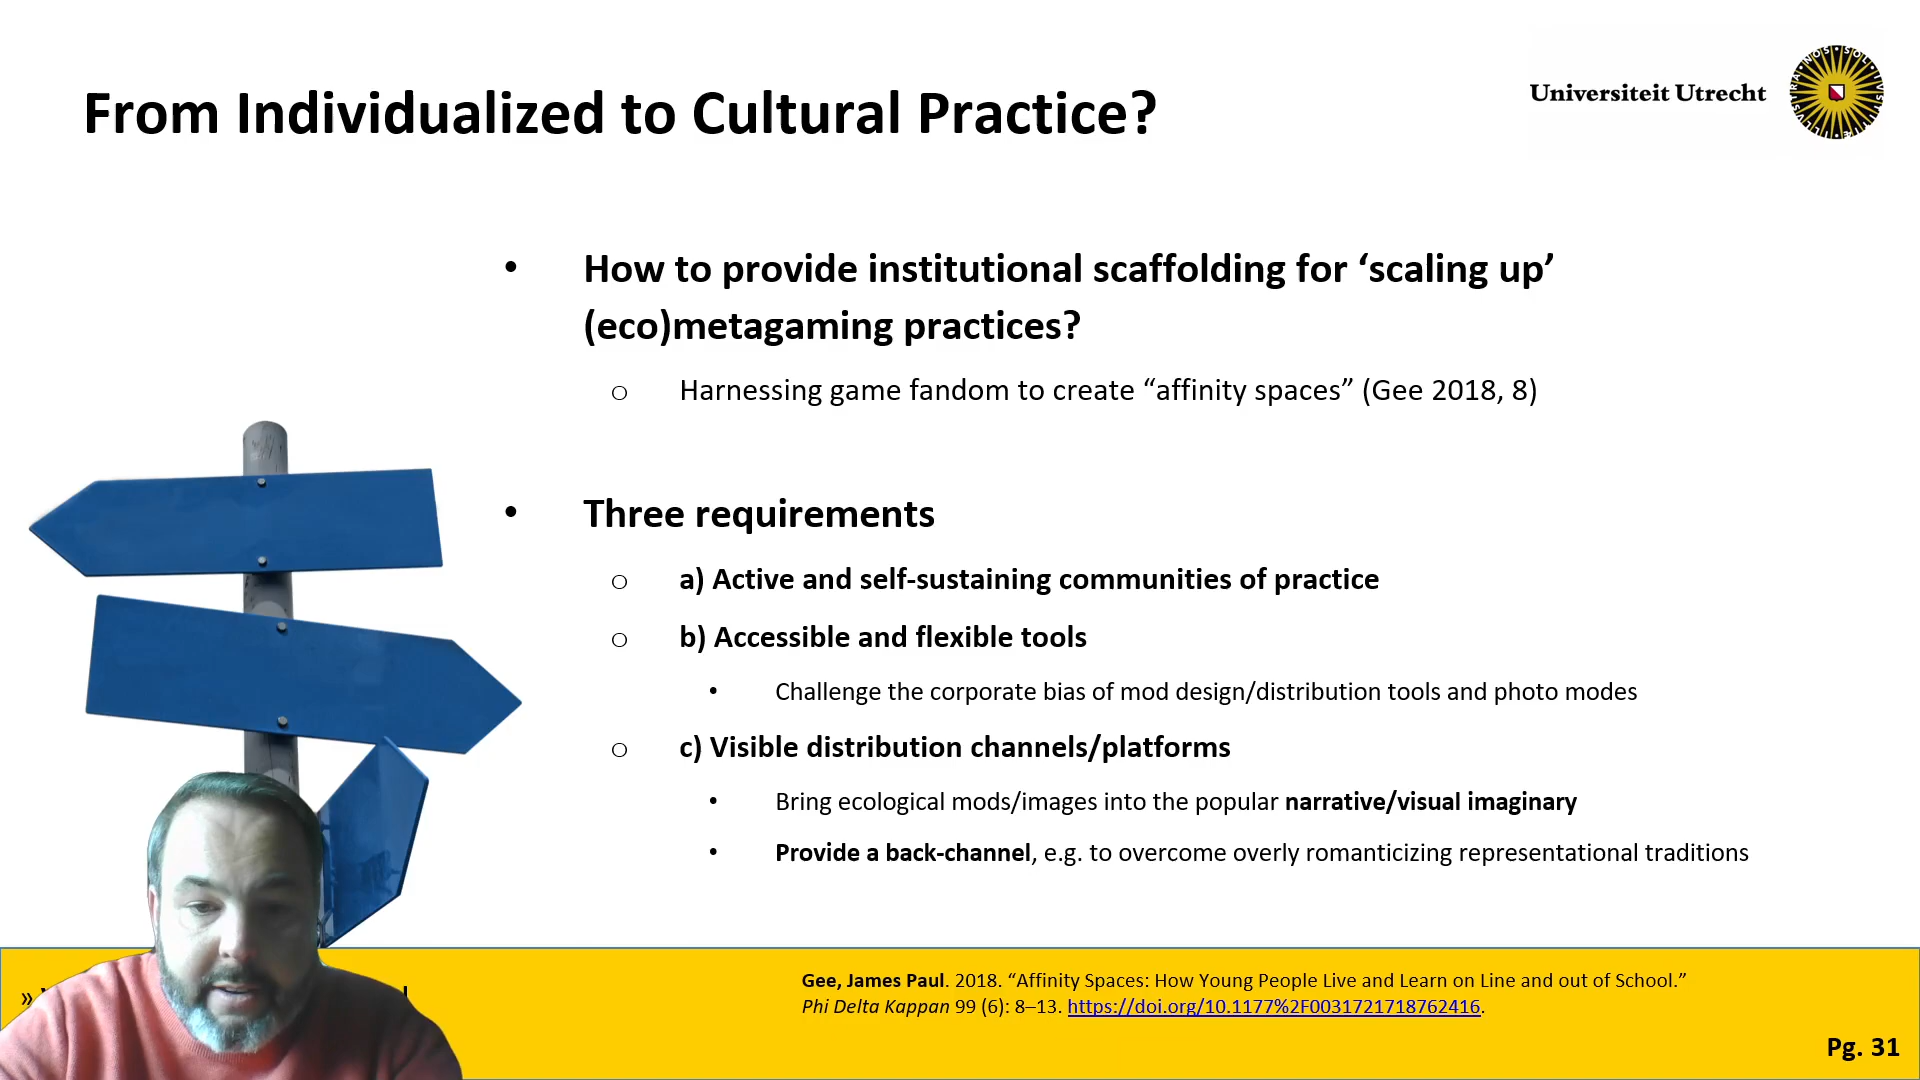 From Individualized to Cultural Practice?
Universiteit Utrecht
• How to provide institutional scaffolding for ‘scaling up’
(eco)metagaming practices?
o Harnessing game fandom to create “affinity spaces” (Gee 2018, 8)
• Three requirements
o a) Active and self-sustaining communities of practice
o b) Accessible and flexible tools
• Challenge the corporate bias of mod design/distribution tools and photo modes
o c) Visible distribution channels/platforms
• Bring ecological mods/images into the popular narrative/visual imaginary
• Provide a back-channel, e.g. to overcome overly romanticizing representational traditions
»
Gee, James Paul. 2018. “Affinity Spaces: How Young People Live and Learn on Line and out of School.”
Phi Delta Kappan 99 (6): 8–13. https://doi.org/10.1177%2F0031721718762416.
Pg. 31